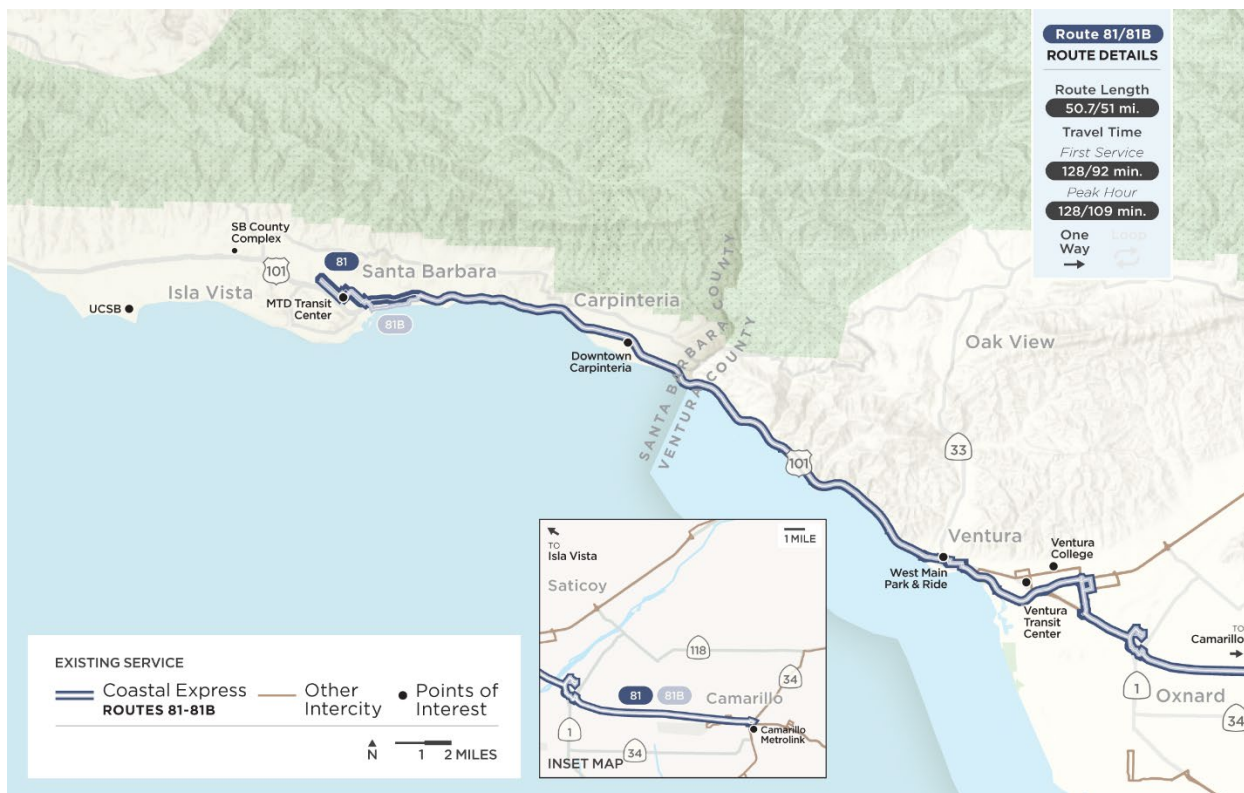 Route 81/81B
ROUTE DETAILS
Route Length
50.7/51 mi.
Travel Time
First Service
128/92 min.
Peak Hour
128/109 min.
One
Way
Loop
SB County
Complex
101
81
Santa Barbara
Isla Vista
MTD Transit
Center
UCSB
81B
Carpinteria
Downtown
Carpinteria
SANTA BARBARA COUNTY
VENTURA COUNTY
Oak View
33
101
Ventura
Ventura
College
West Main
Park & Ride
Ventura
Transit
Center
TO
Camarillo
1
Oxnard
34
TO
Isla Vista
1 MILE
Saticoy
118
34
81
81B
Camarillo
1
34
Camarillo
Metrolink
INSET MAP
EXISTING SERVICE
Coastal Express
ROUTES 81-81B
Other
Intercity
Points of
Interest
N
1 2 MILES